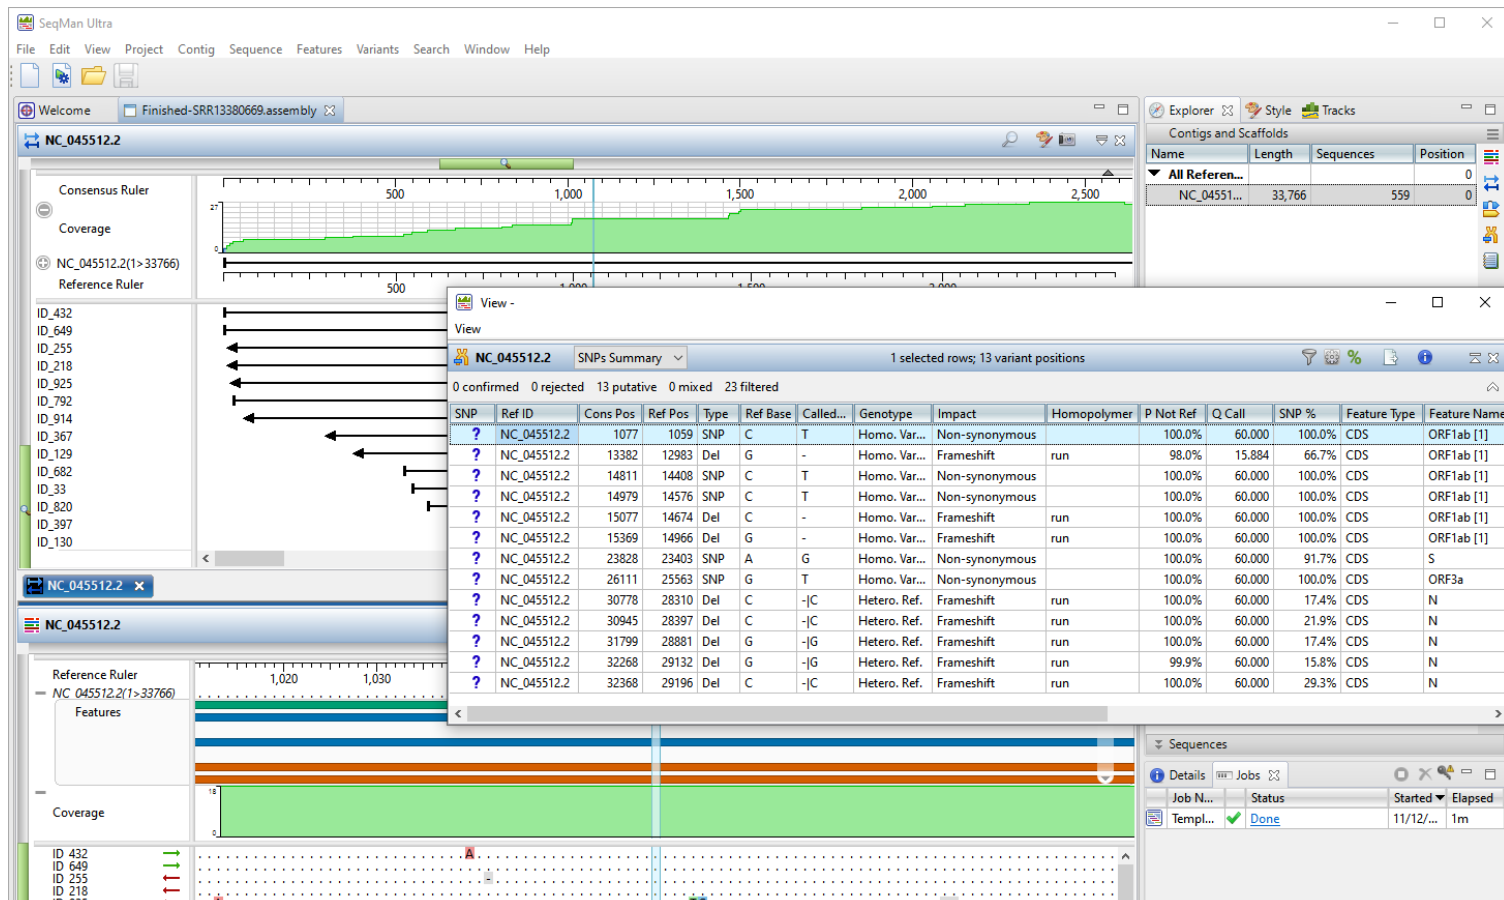 SeqMan Ultra
File Edit View Project Contig Sequence Features Variants Search Window Help
Welcome Finished-SRR13380669.assembly
NC_045512.2
Consensus Ruler 500 1,000 1,500 2,000 2,500
27
Coverage
0
NC_045512.2(1>33766)
Reference Ruler 500 1,000 1,500 2,000
ID_432
ID_649
ID_255
ID_218
ID_925
ID_792
ID_914
ID_367
ID_129
ID_682
ID_33
ID_820
ID_397
ID_130
NC_045512.2
NC_045512.2
Reference Ruler 1,020 1,030
NC_045512.2(1>33766)
Features
18
Coverage
0
ID 432 A
ID 649
ID 255 -
ID 218
Explorer Style Tracks
Contigs and Scaffolds
Name Length Sequences Position
All Referen... 0
NC_04551... 33,766 559 0
View -
View
NC_045512.2 SNPs Summary 1 selected rows; 13 variant positions %
0 confirmed 0 rejected 13 putative 0 mixed 23 filtered
SNP Ref ID Cons Pos Ref Pos Type Ref Base Called... Genotype Impact Homopolymer P Not Ref Q Call SNP % Feature Type Feature Name
? NC_045512.2 1077 1059 SNP C T Homo. Var... Non-synonymous 100.0% 60.000 100.0% CDS ORF1ab [1]
? NC_045512.2 13382 12983 Del G - Homo. Var... Frameshift run 98.0% 15.884 66.7% CDS ORF1ab [1]
? NC_045512.2 14811 14408 SNP C T Homo. Var... Non-synonymous 100.0% 60.000 100.0% CDS ORF1ab [1]
? NC_045512.2 14979 14576 SNP C T Homo. Var... Non-synonymous 100.0% 60.000 100.0% CDS ORF1ab [1]
? NC_045512.2 15077 14674 Del C - Homo. Var... Frameshift run 100.0% 60.000 100.0% CDS ORF1ab [1]
? NC_045512.2 15369 14966 Del G - Homo. Var... Frameshift run 100.0% 60.000 100.0% CDS ORF1ab [1]
? NC_045512.2 23828 23403 SNP A G Homo. Var... Non-synonymous 100.0% 60.000 91.7% CDS S
? NC_045512.2 26111 25563 SNP G T Homo. Var... Non-synonymous 100.0% 60.000 100.0% CDS ORF3a
? NC_045512.2 30778 28310 Del C -|C Hetero. Ref. Frameshift run 100.0% 60.000 17.4% CDS N
? NC_045512.2 30945 28397 Del C -|C Hetero. Ref. Frameshift run 100.0% 60.000 21.9% CDS N
? NC_045512.2 31799 28881 Del G -|G Hetero. Ref. Frameshift run 100.0% 60.000 17.4% CDS N
? NC_045512.2 32268 29132 Del G -|G Hetero. Ref. Frameshift run 99.9% 60.000 15.8% CDS N
? NC_045512.2 32368 29196 Del C -|C Hetero. Ref. Frameshift run 100.0% 60.000 29.3% CDS N
Sequences
Details Jobs
Job N... Status Started Elapsed
Templ... Done 11/12/... 1m